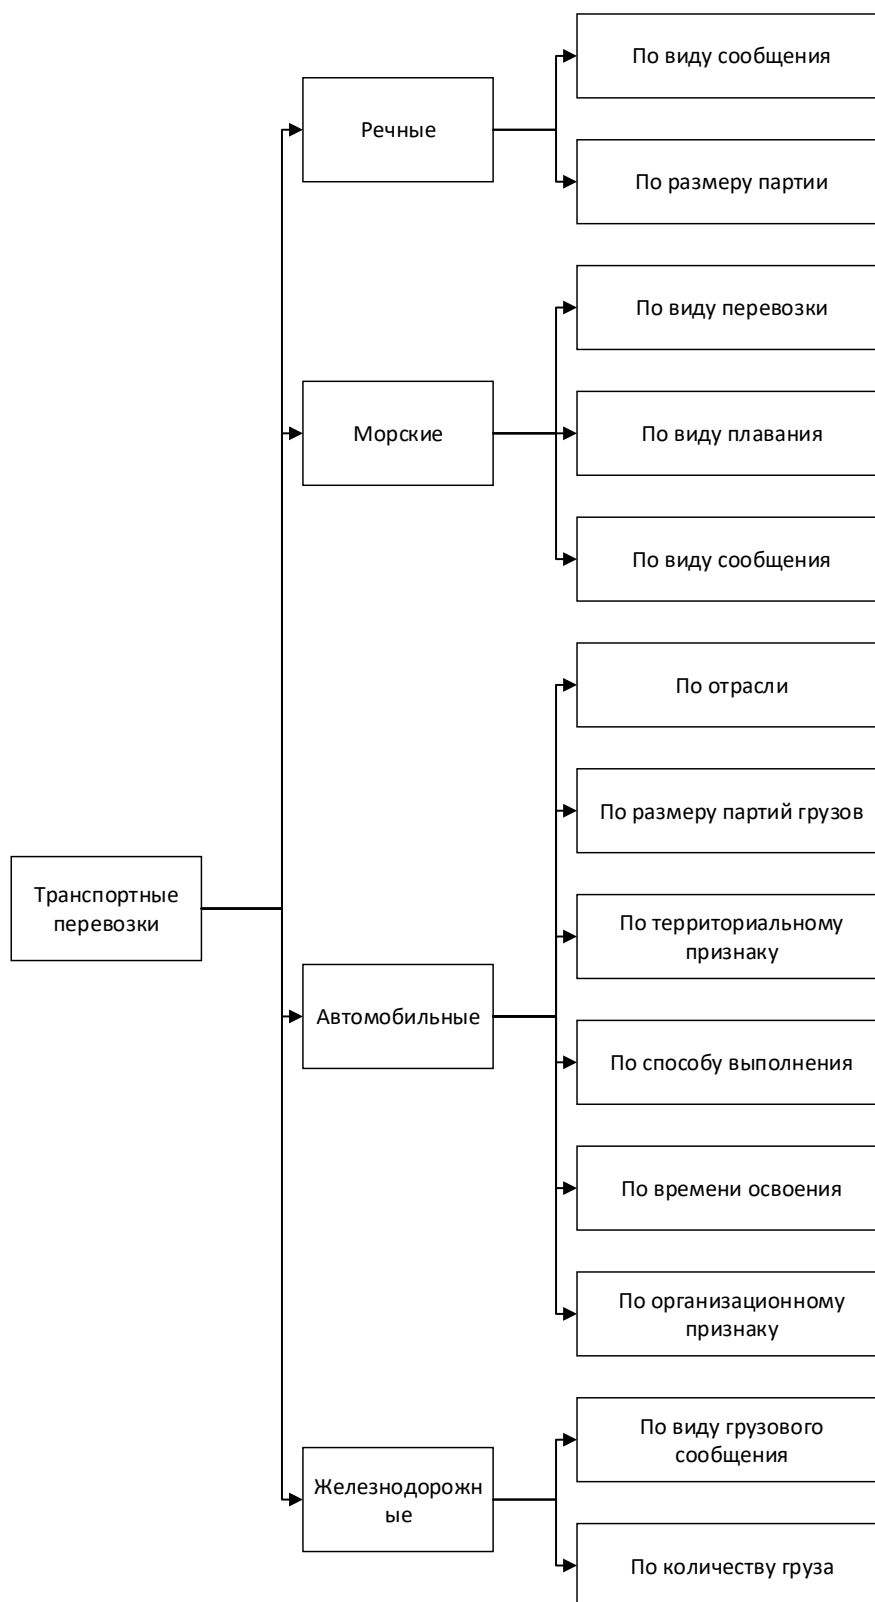 По виду сообщения
Речные
По размеру партии
По виду перевозки
Морские
По виду плавания
По виду сообщения
По отрасли
По размеру партий грузов
Транспортные
перевозки
По территориальному
признаку
Автомобильные
По способу выполнения
По времени освоения
По организационному
признаку
По виду грузового
сообщения
Железнодорожн
ые
По количеству груза